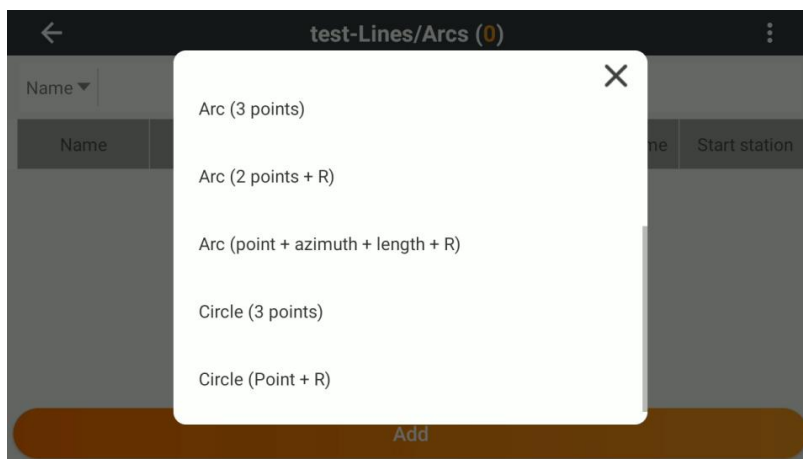 test-Lines/Arcs (0)
Name
Arc (3 points)
Name
me
Start station
Arc (2 points + R)
Arc (point + azimuth + length + R)
Circle (3 points)
Circle (Point + R)
Add